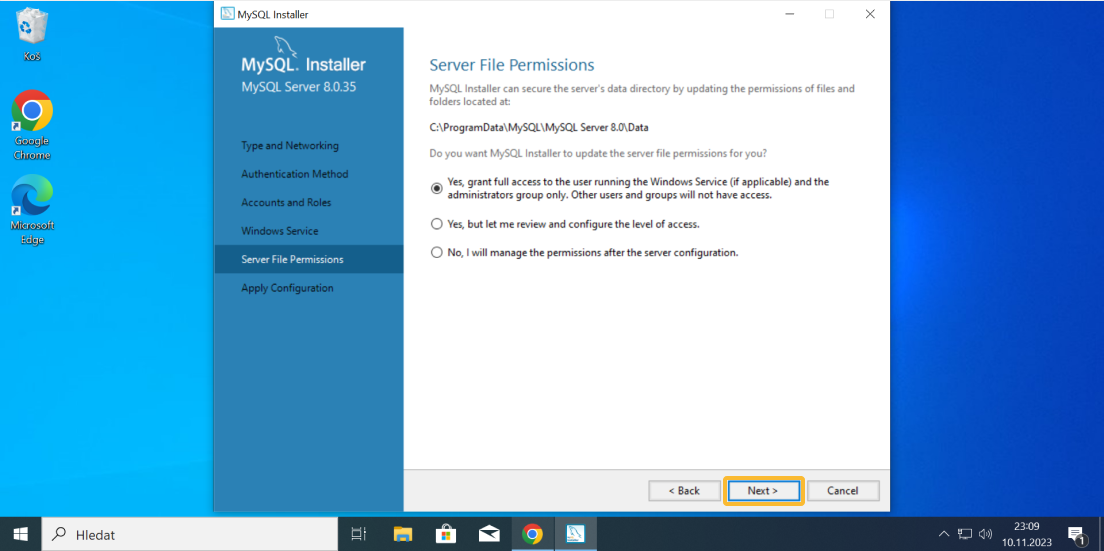 Koš
Google
Chrome
Microsoft
Edge
MySQL Installer
MySQL. Installer
MySQL Server 8.0.35
Type and Networking
Authentication Method
Accounts and Roles
Windows Service
Server File Permissions
Apply Configuration
Server File Permissions
MySQL Installer can secure the server's data directory by updating the permissions of files and
folders located at:
C:\ProgramData\MySQL\MySQL Server 8.0\Data
Do you want MySQL Installer to update the server file permissions for you?
Yes, grant full access to the user running the Windows Service (if applicable) and the
administrators group only. Other users and groups will not have access.
Yes, but let me review and configure the level of access.
No, I will manage the permissions after the server configuration.
< Back
Next >
Cancel
Hledat
23:09
10.11.2023
1